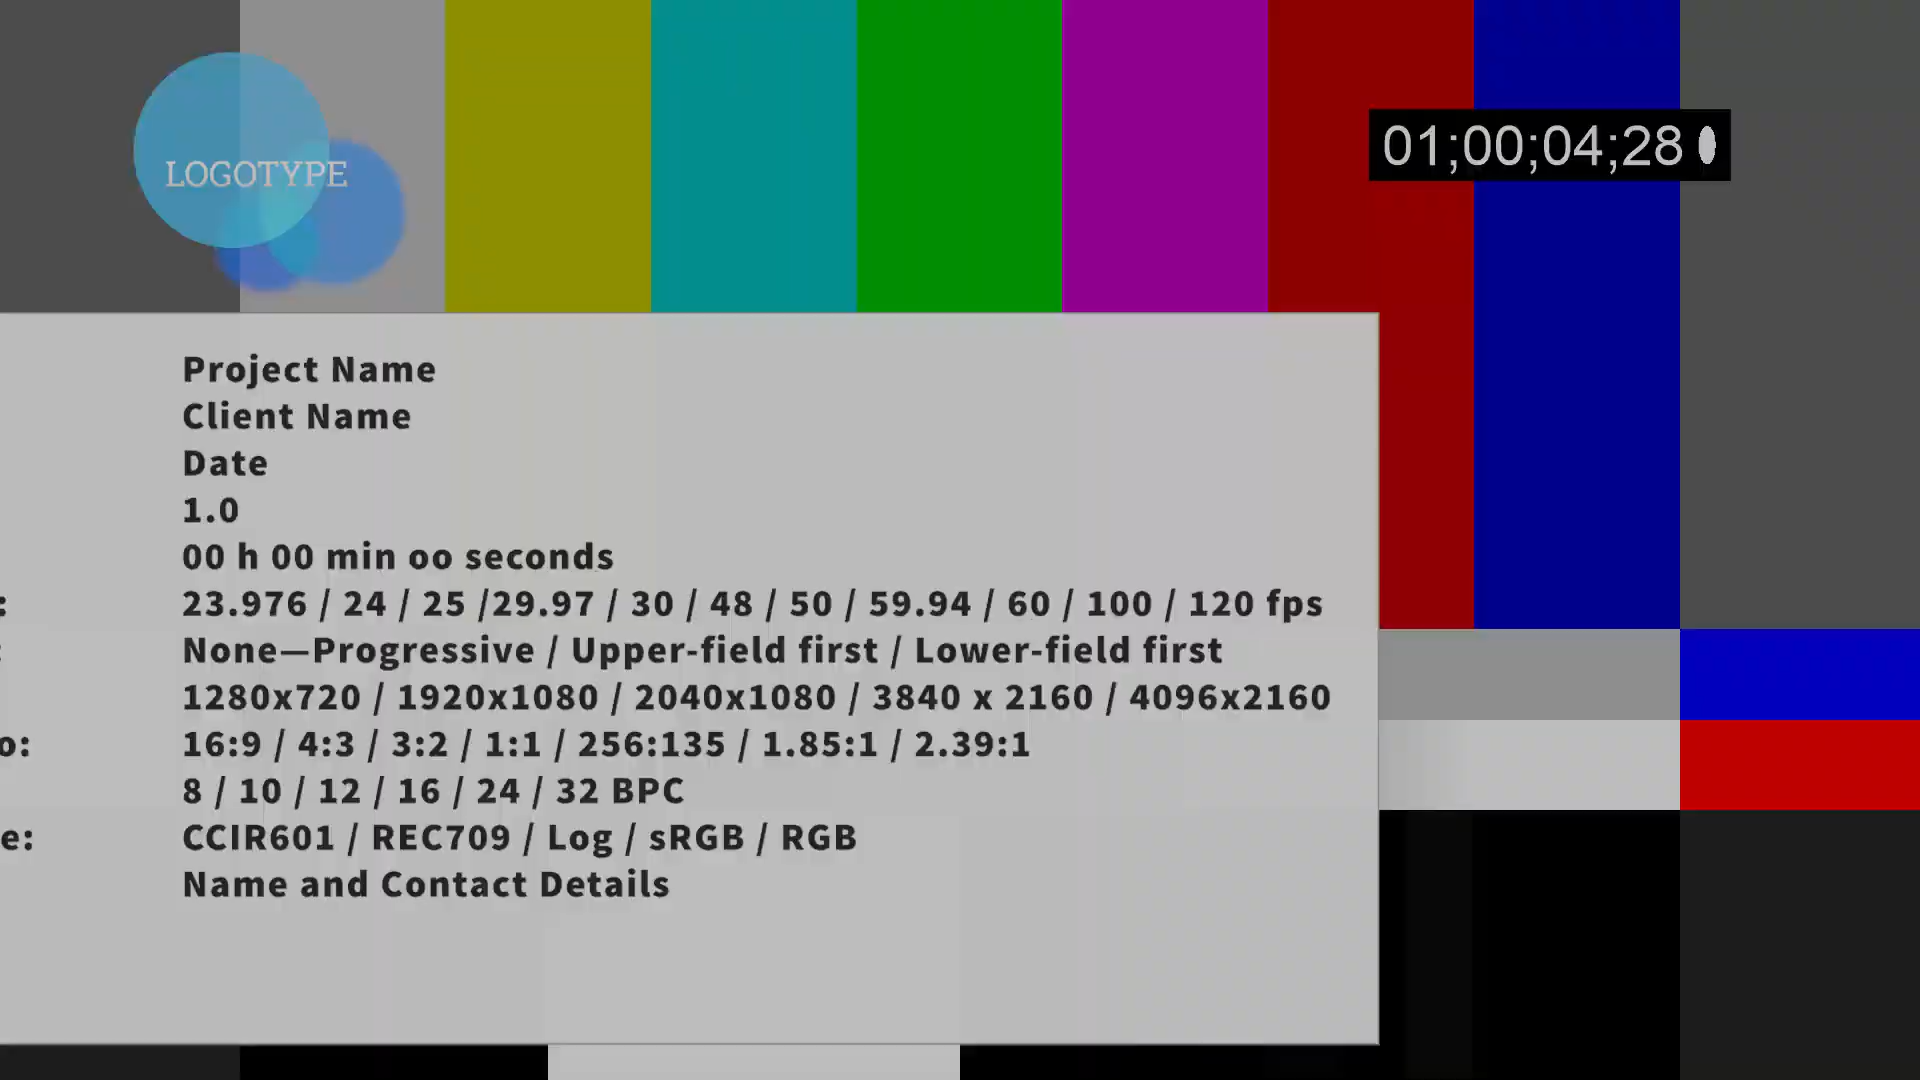 LOGOTYPE
01;00;04;28
Project Name
Client Name
Date
1.0
00 h 00 min oo seconds
: 23.976 / 24 / 25 /29.97 / 30 / 48 / 50 / 59.94 / 60 / 100 / 120 fps
: None—Progressive / Upper-field first / Lower-field first
1280x720 / 1920x1080 / 2040x1080 / 3840 x 2160 / 4096x2160
o: 16:9 / 4:3 / 3:2 / 1:1 / 256:135 / 1.85:1 / 2.39:1
8 / 10 / 12 / 16 / 24 / 32 BPC
e: CCIR601 / REC709 / Log / sRGB / RGB
Name and Contact Details